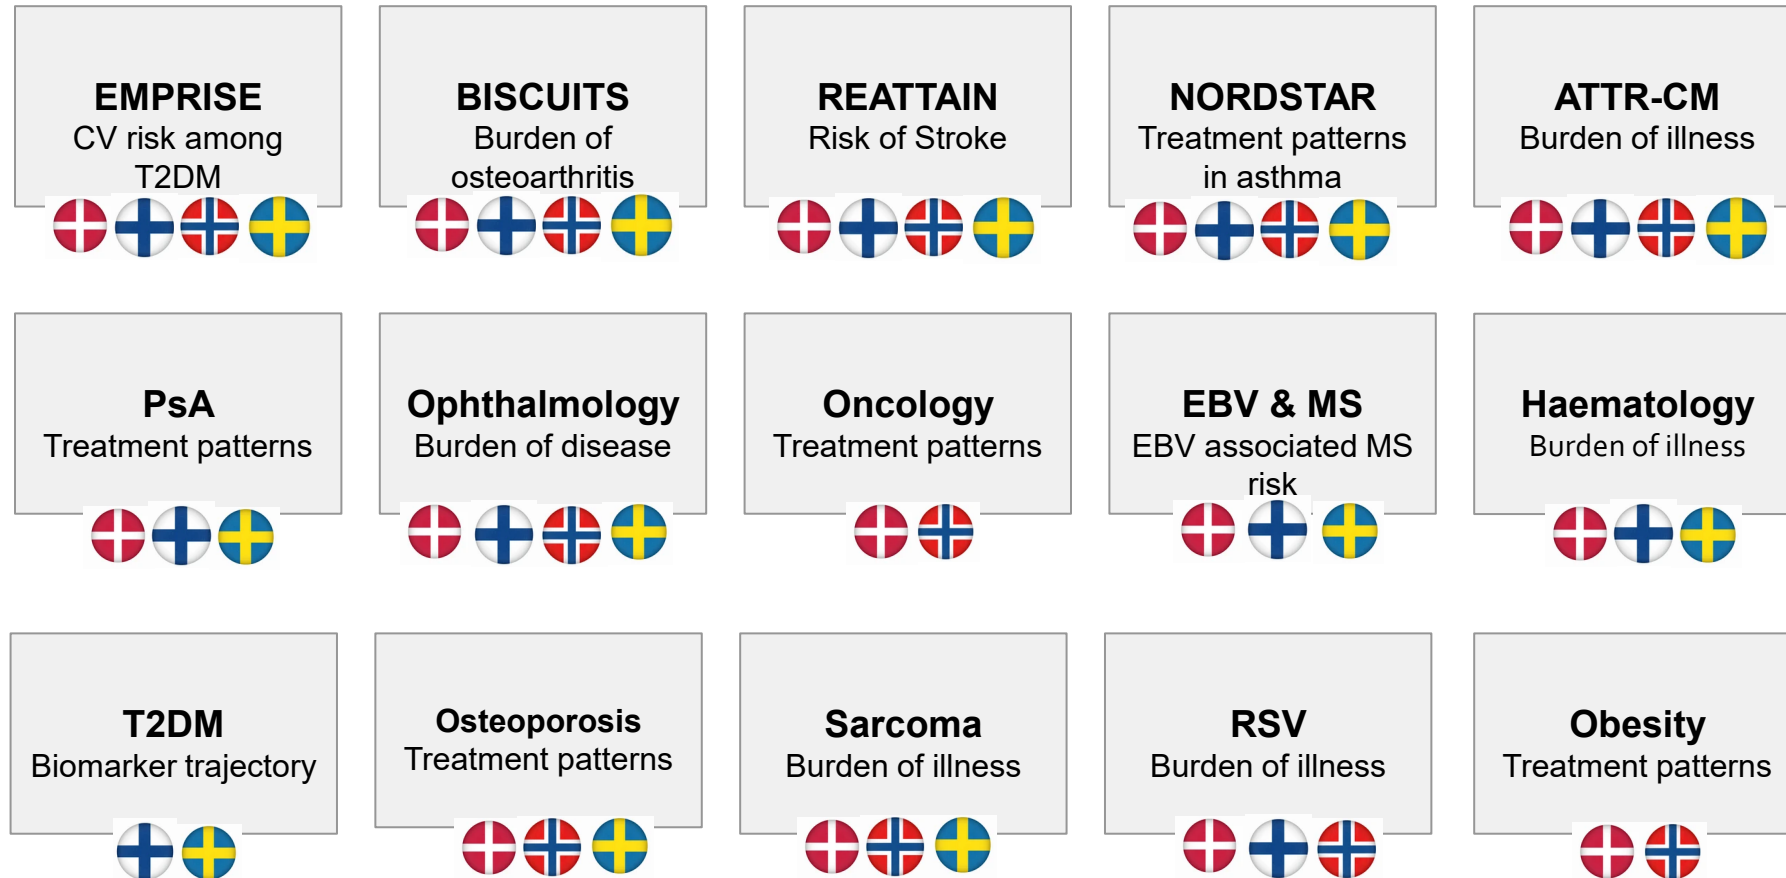 EMPRISE
CV risk among
T2DM
BISCUITS
Burden of
osteoarthritis
REATTAIN
Risk of Stroke
NORDSTAR
Treatment patterns
in asthma
ATTR-CM
Burden of illness
PsA
Treatment patterns
Ophthalmology
Burden of disease
Oncology
Treatment patterns
EBV & MS
EBV associated MS
risk
Haematology
Burden of illness
T2DM
Biomarker trajectory
Osteoporosis
Treatment patterns
Sarcoma
Burden of illness
RSV
Burden of illness
Obesity
Treatment patterns